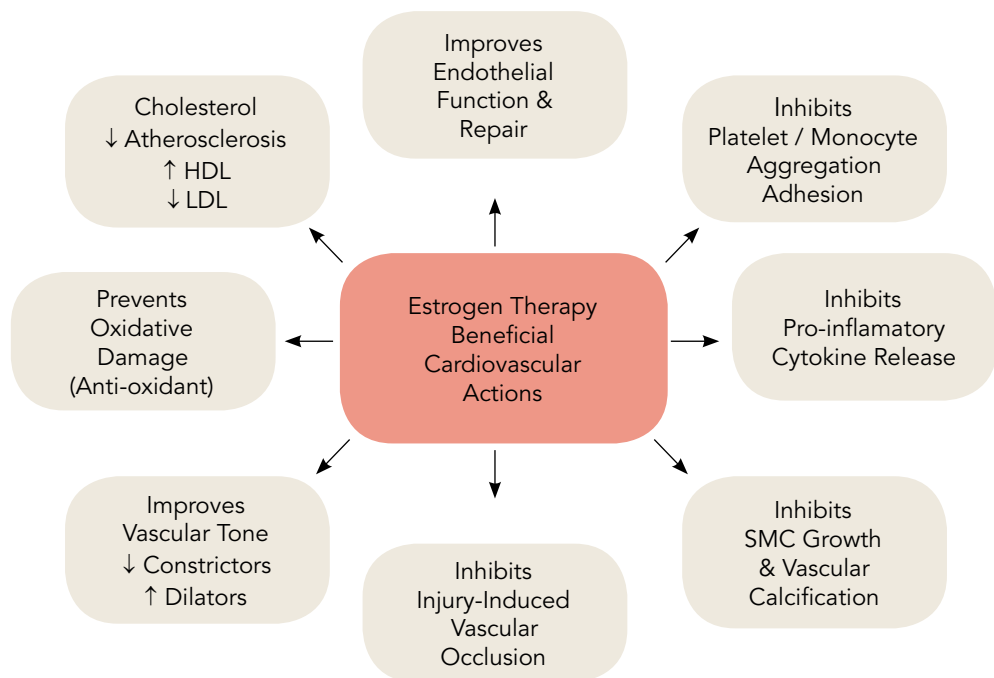 Improves
Endothelial
Function &
Repair
Cholesterol
↓ Atherosclerosis
↑ HDL
↓ LDL
Inhibits
Platelet / Monocyte
Aggregation
Adhesion
Prevents
Oxidative
Damage
(Anti-oxidant)
Estrogen Therapy
Beneficial
Cardiovascular
Actions
Inhibits
Pro-inflamatory
Cytokine Release
Improves
Vascular Tone
↓ Constrictors
↑ Dilators
Inhibits
Injury-Induced
Vascular
Occlusion
Inhibits
SMC Growth
& Vascular
Calcification